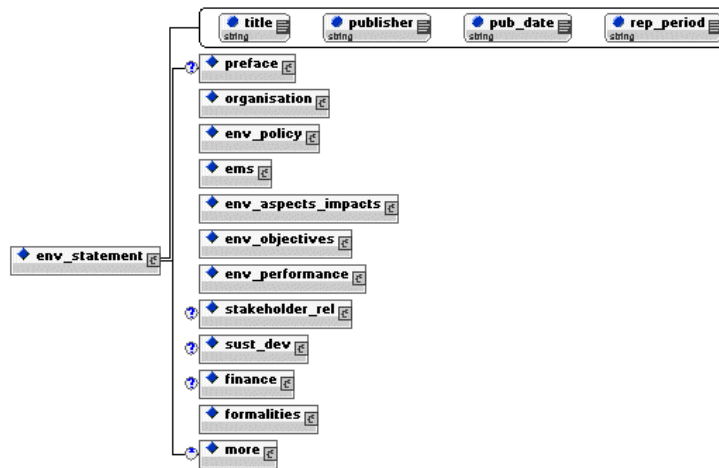 title publisher pub_date rep_period
string string string string
? preface
organisation
env_policy
ems
env_aspects_impacts
env_objectives
env_statement
env_performance
? stakeholder_rel
? sust_dev
? finance
formalities
* more